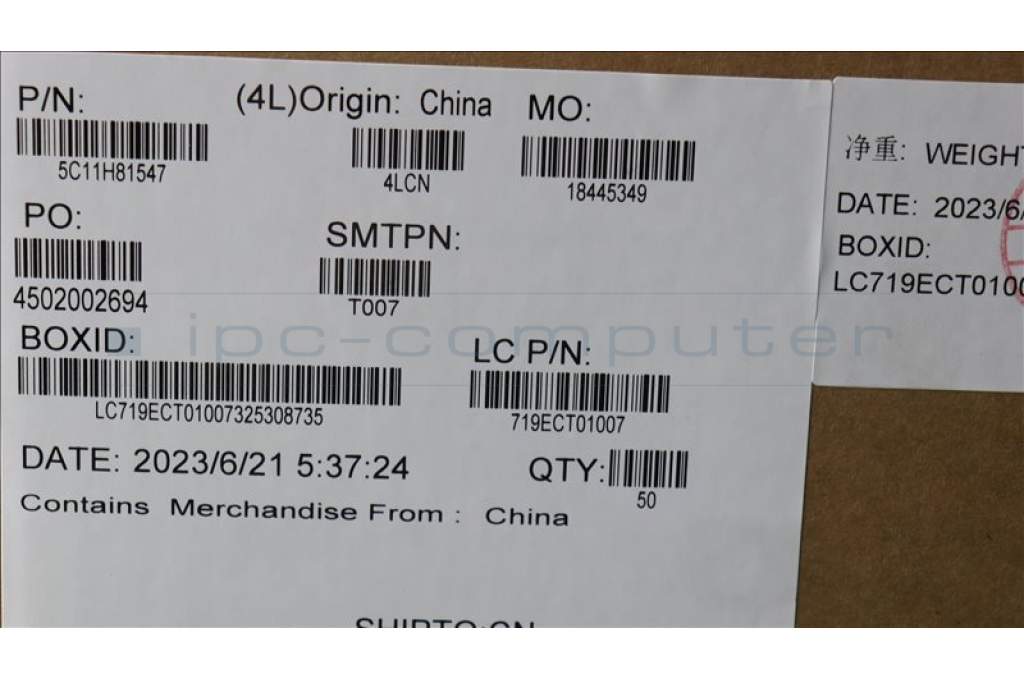 P/N: (4L)Origin: China MO:
5C11H81547 4LCN 18445349
PO: SMTPN:
4502002694 T007
BOXID: LC P/N:
LC719ECT01007325308735 719ECT01007
DATE: 2023/6/21 5:37:24 QTY:
50
Contains Merchandise From : China
SHIPTO:CN
净重: WEIGHT
DATE: 2023/6/
BOXID:
LC719ECT0100
ipc-computer